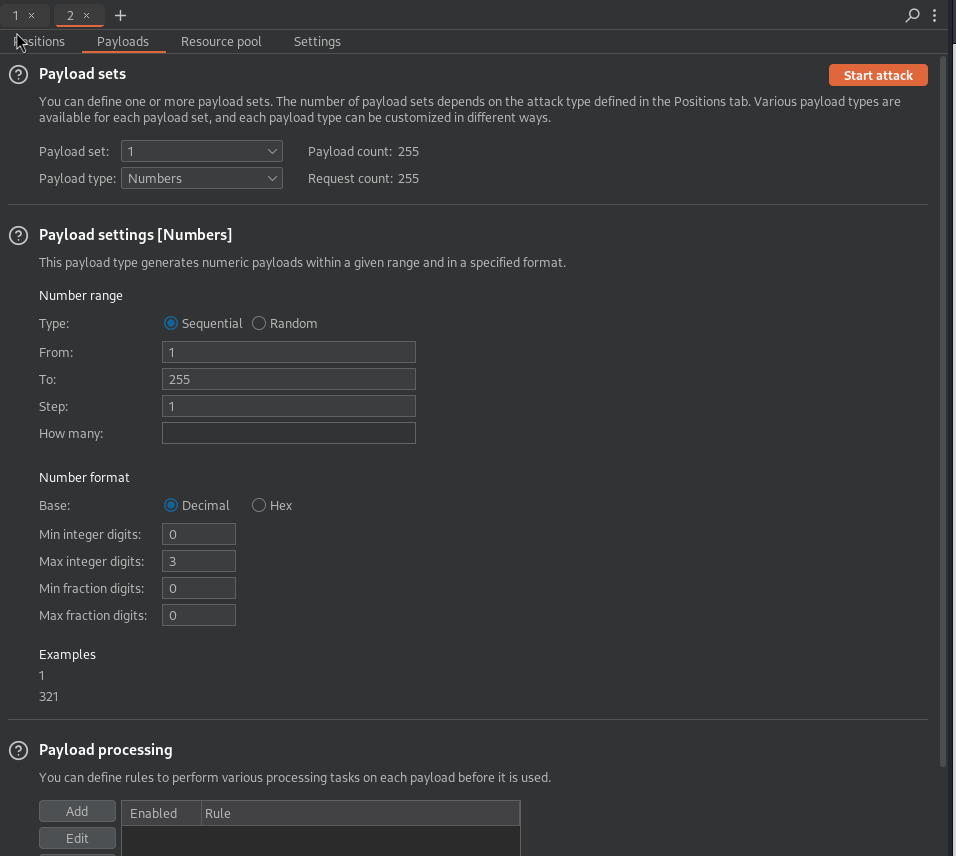 1 × 2 × +
Positions Payloads Resource pool Settings
? Payload sets Start attack
You can define one or more payload sets. The number of payload sets depends on the attack type defined in the Positions tab. Various payload types are
available for each payload set, and each payload type can be customized in different ways.
Payload set: 1 Payload count: 255
Payload type: Numbers Request count: 255
? Payload settings [Numbers]
This payload type generates numeric payloads within a given range and in a specified format.
Number range
Type: Sequential Random
From: 1
To: 255
Step: 1
How many:
Number format
Base: Decimal Hex
Min integer digits: 0
Max integer digits: 3
Min fraction digits: 0
Max fraction digits: 0
Examples
1
321
? Payload processing
You can define rules to perform various processing tasks on each payload before it is used.
Add Enabled Rule
Edit